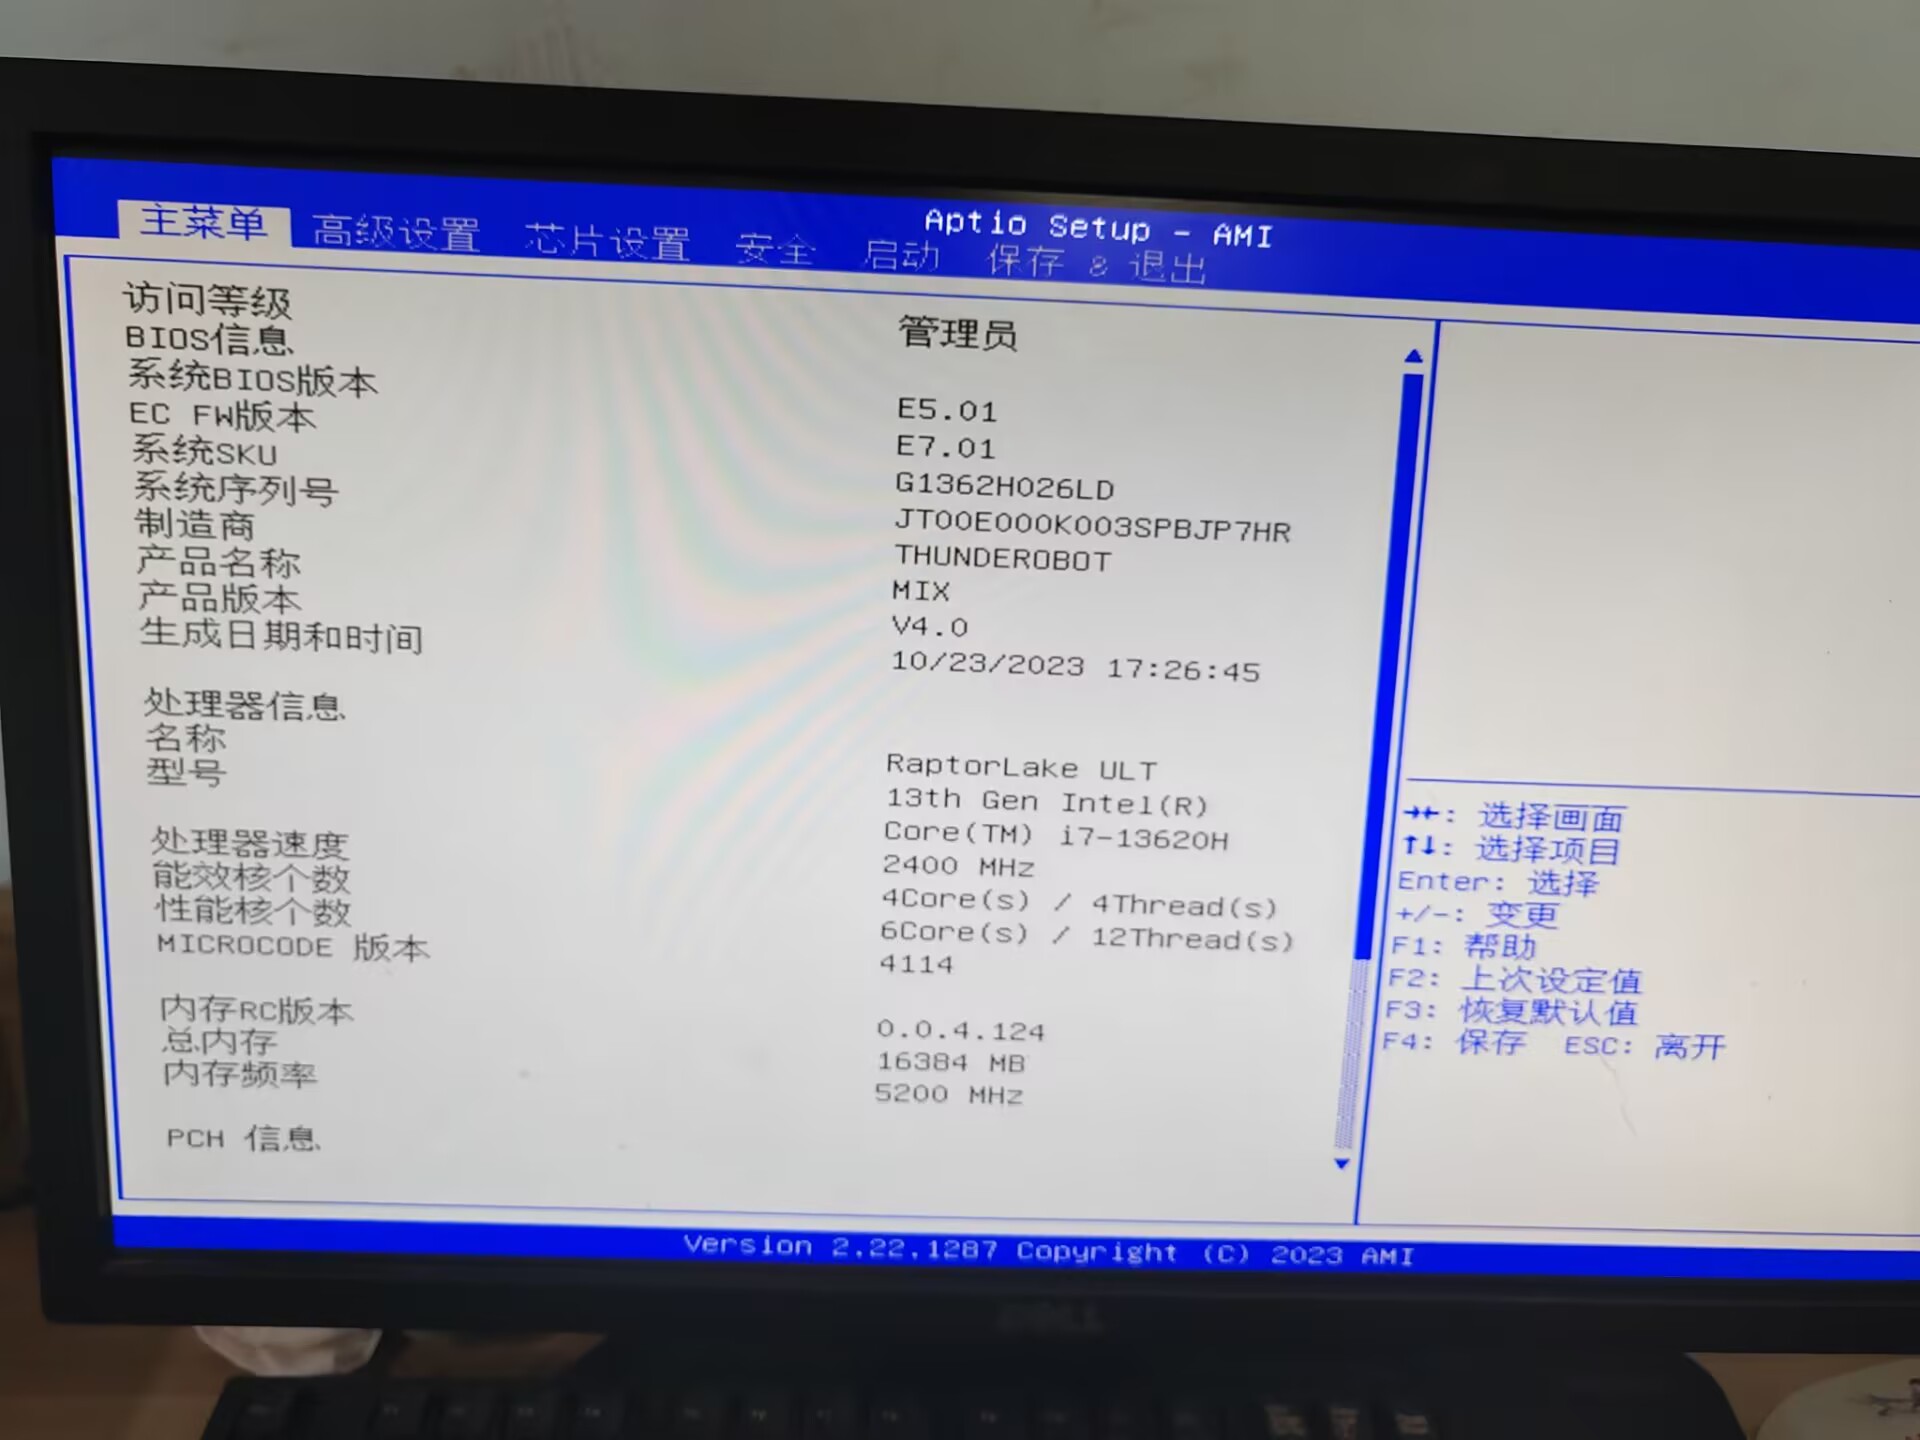 Aptio Setup - AMI
主菜单 高级设置 芯片设置 安全 启动 保存 & 退出
访问等级 管理员
BIOS信息
系统BIOS版本 E5.01
EC FW版本 E7.01
系统SKU G1362H026LD
系统序列号 JT00E000K003SPBJP7HR
制造商 THUNDEROBOT
产品名称 MIX
产品版本 V4.0
生成日期和时间 10/23/2023 17:26:45
处理器信息
名称 RaptorLake ULT
型号 13th Gen Intel(R)
Core(TM) i7-13620H
处理器速度 2400 MHz
能效核个数 4Core(s) / 4Thread(s)
性能核个数 6Core(s) / 12Thread(s)
MICROCODE 版本 4114
内存RC版本 0.0.4.124
总内存 16384 MB
内存频率 5200 MHz
PCH 信息
→←: 选择画面
↑↓: 选择项目
Enter: 选择
+/-: 变更
F1: 帮助
F2: 上次设定值
F3: 恢复默认值
F4: 保存 ESC: 离开
Version 2.22.1287 Copyright (C) 2023 AMI
DELL